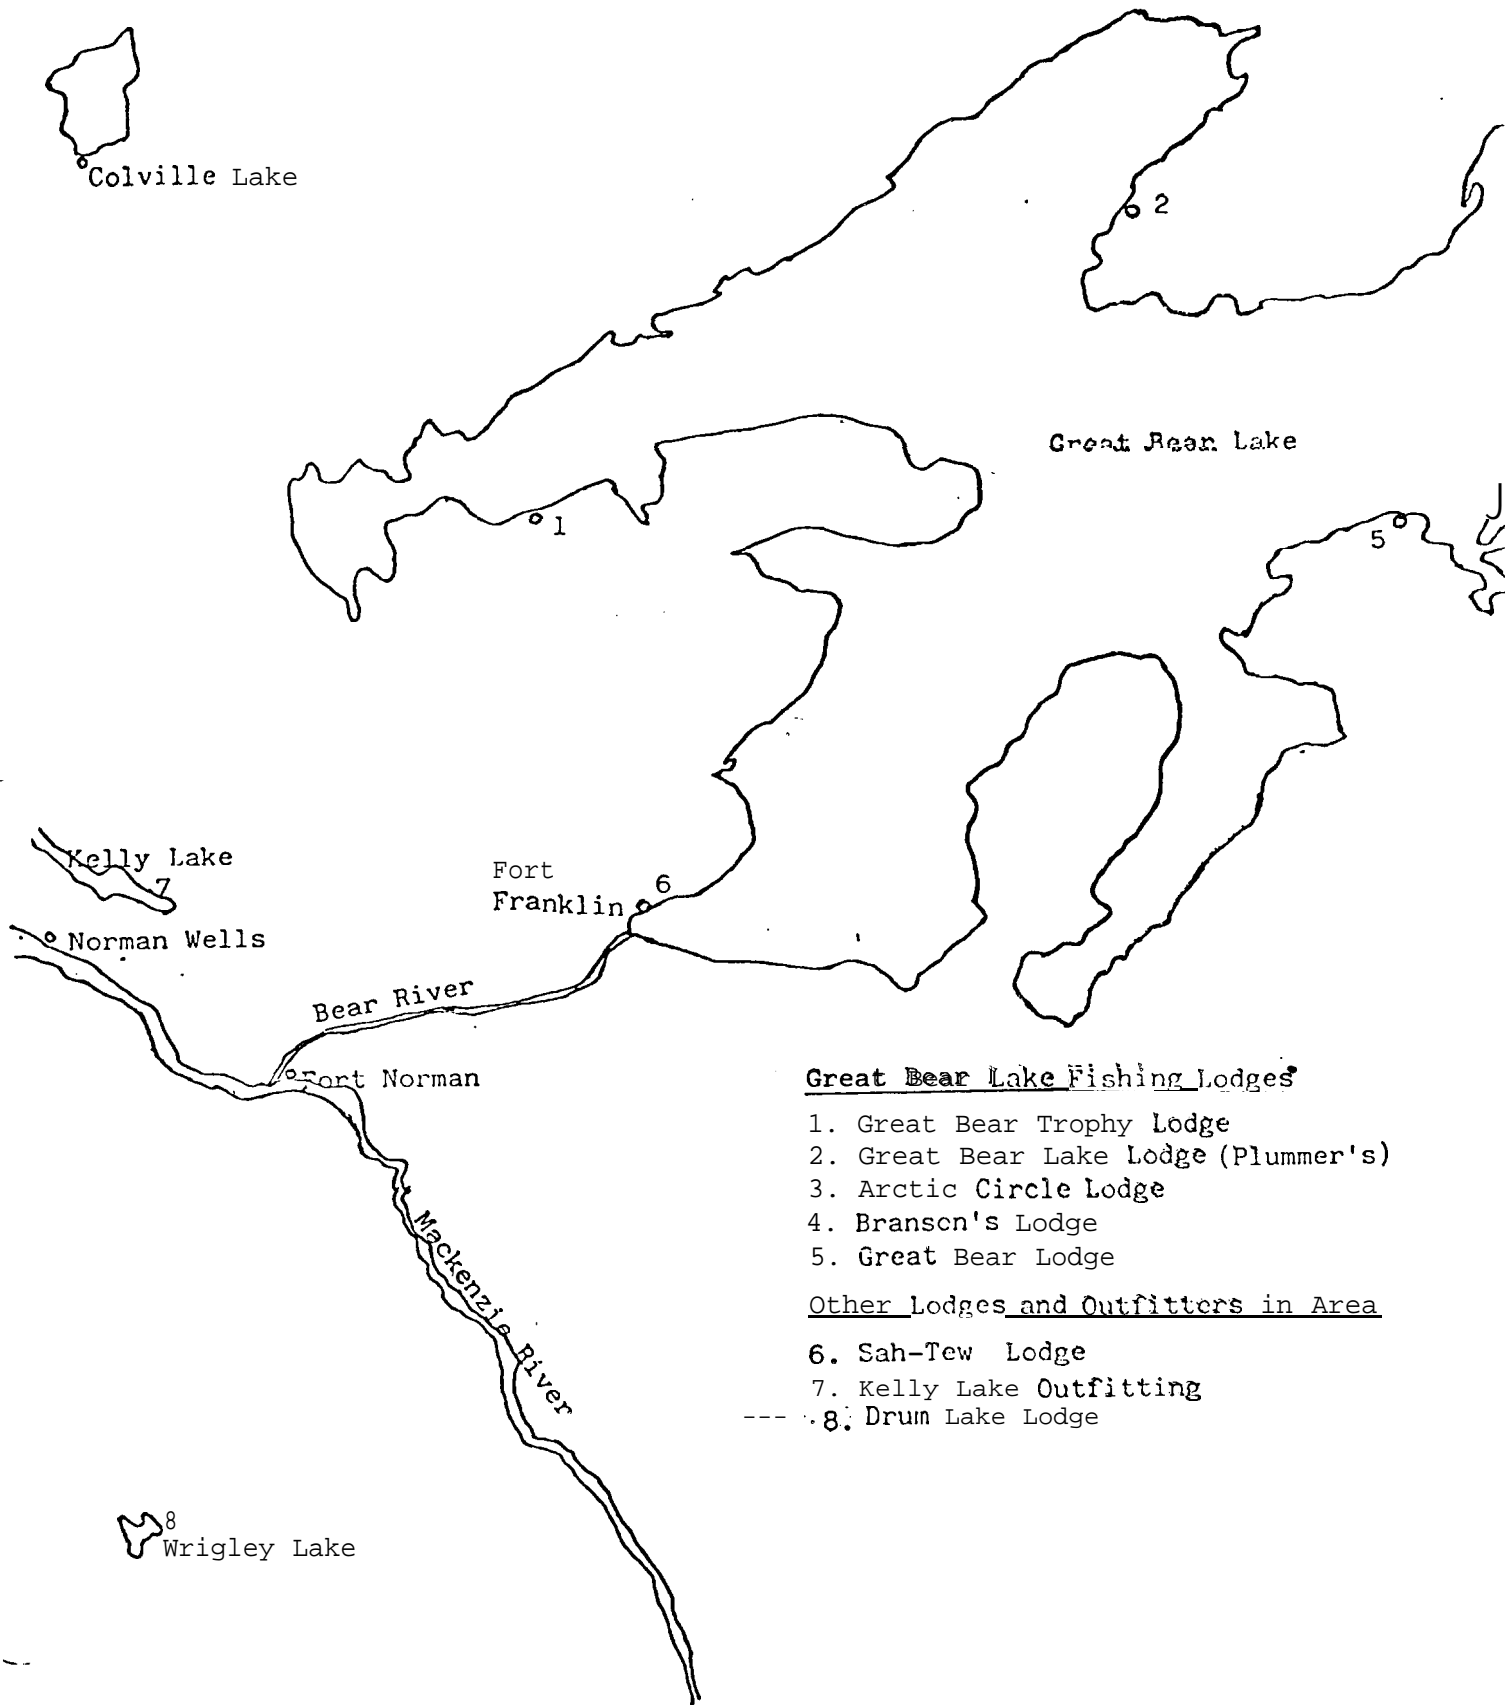 Colville Lake
2
Great Bear Lake
1
5
Kelly Lake
7
Fort
Franklin
6
Norman Wells
Bear River
Fort Norman
Great Bear Lake Fishing Lodges
1. Great Bear Trophy Lodge
2. Great Bear Lake Lodge (Plummer's)
3. Arctic Circle Lodge
4. Branson's Lodge
5. Great Bear Lodge
Mackenzie River
Other Lodges and Outfitters in Area
6. Sah-Tew Lodge
7. Kelly Lake Outfitting
8. Drum Lake Lodge
8
Wrigley Lake